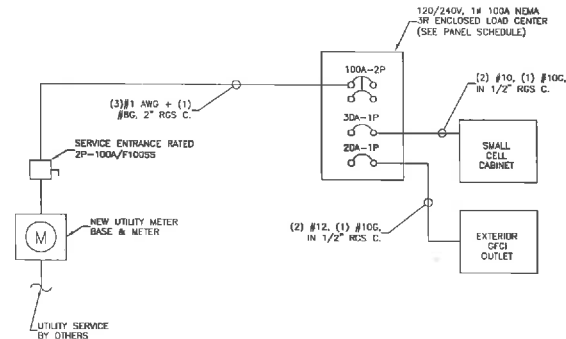 120/240V, 1# 100A NEMA
3R ENCLOSED LOAD CENTER
(SEE PANEL SCHEDULE)
100A-2P
(2) #10, (1) #10G,
IN 1/2" RGS C.
(3)#1 AWG + (1)
#8G, 2" RGS C.
30A-1P
SMALL
CELL
CABINET
20A-1P
SERVICE ENTRANCE RATED
2P-100A/F100SS
NEW UTILITY METER
BASE & METER
M
(2) #12, (1) #10G,
IN 1/2" RGS C.
EXTERIOR
GFCI
OUTLET
UTILITY SERVICE
BY OTHERS